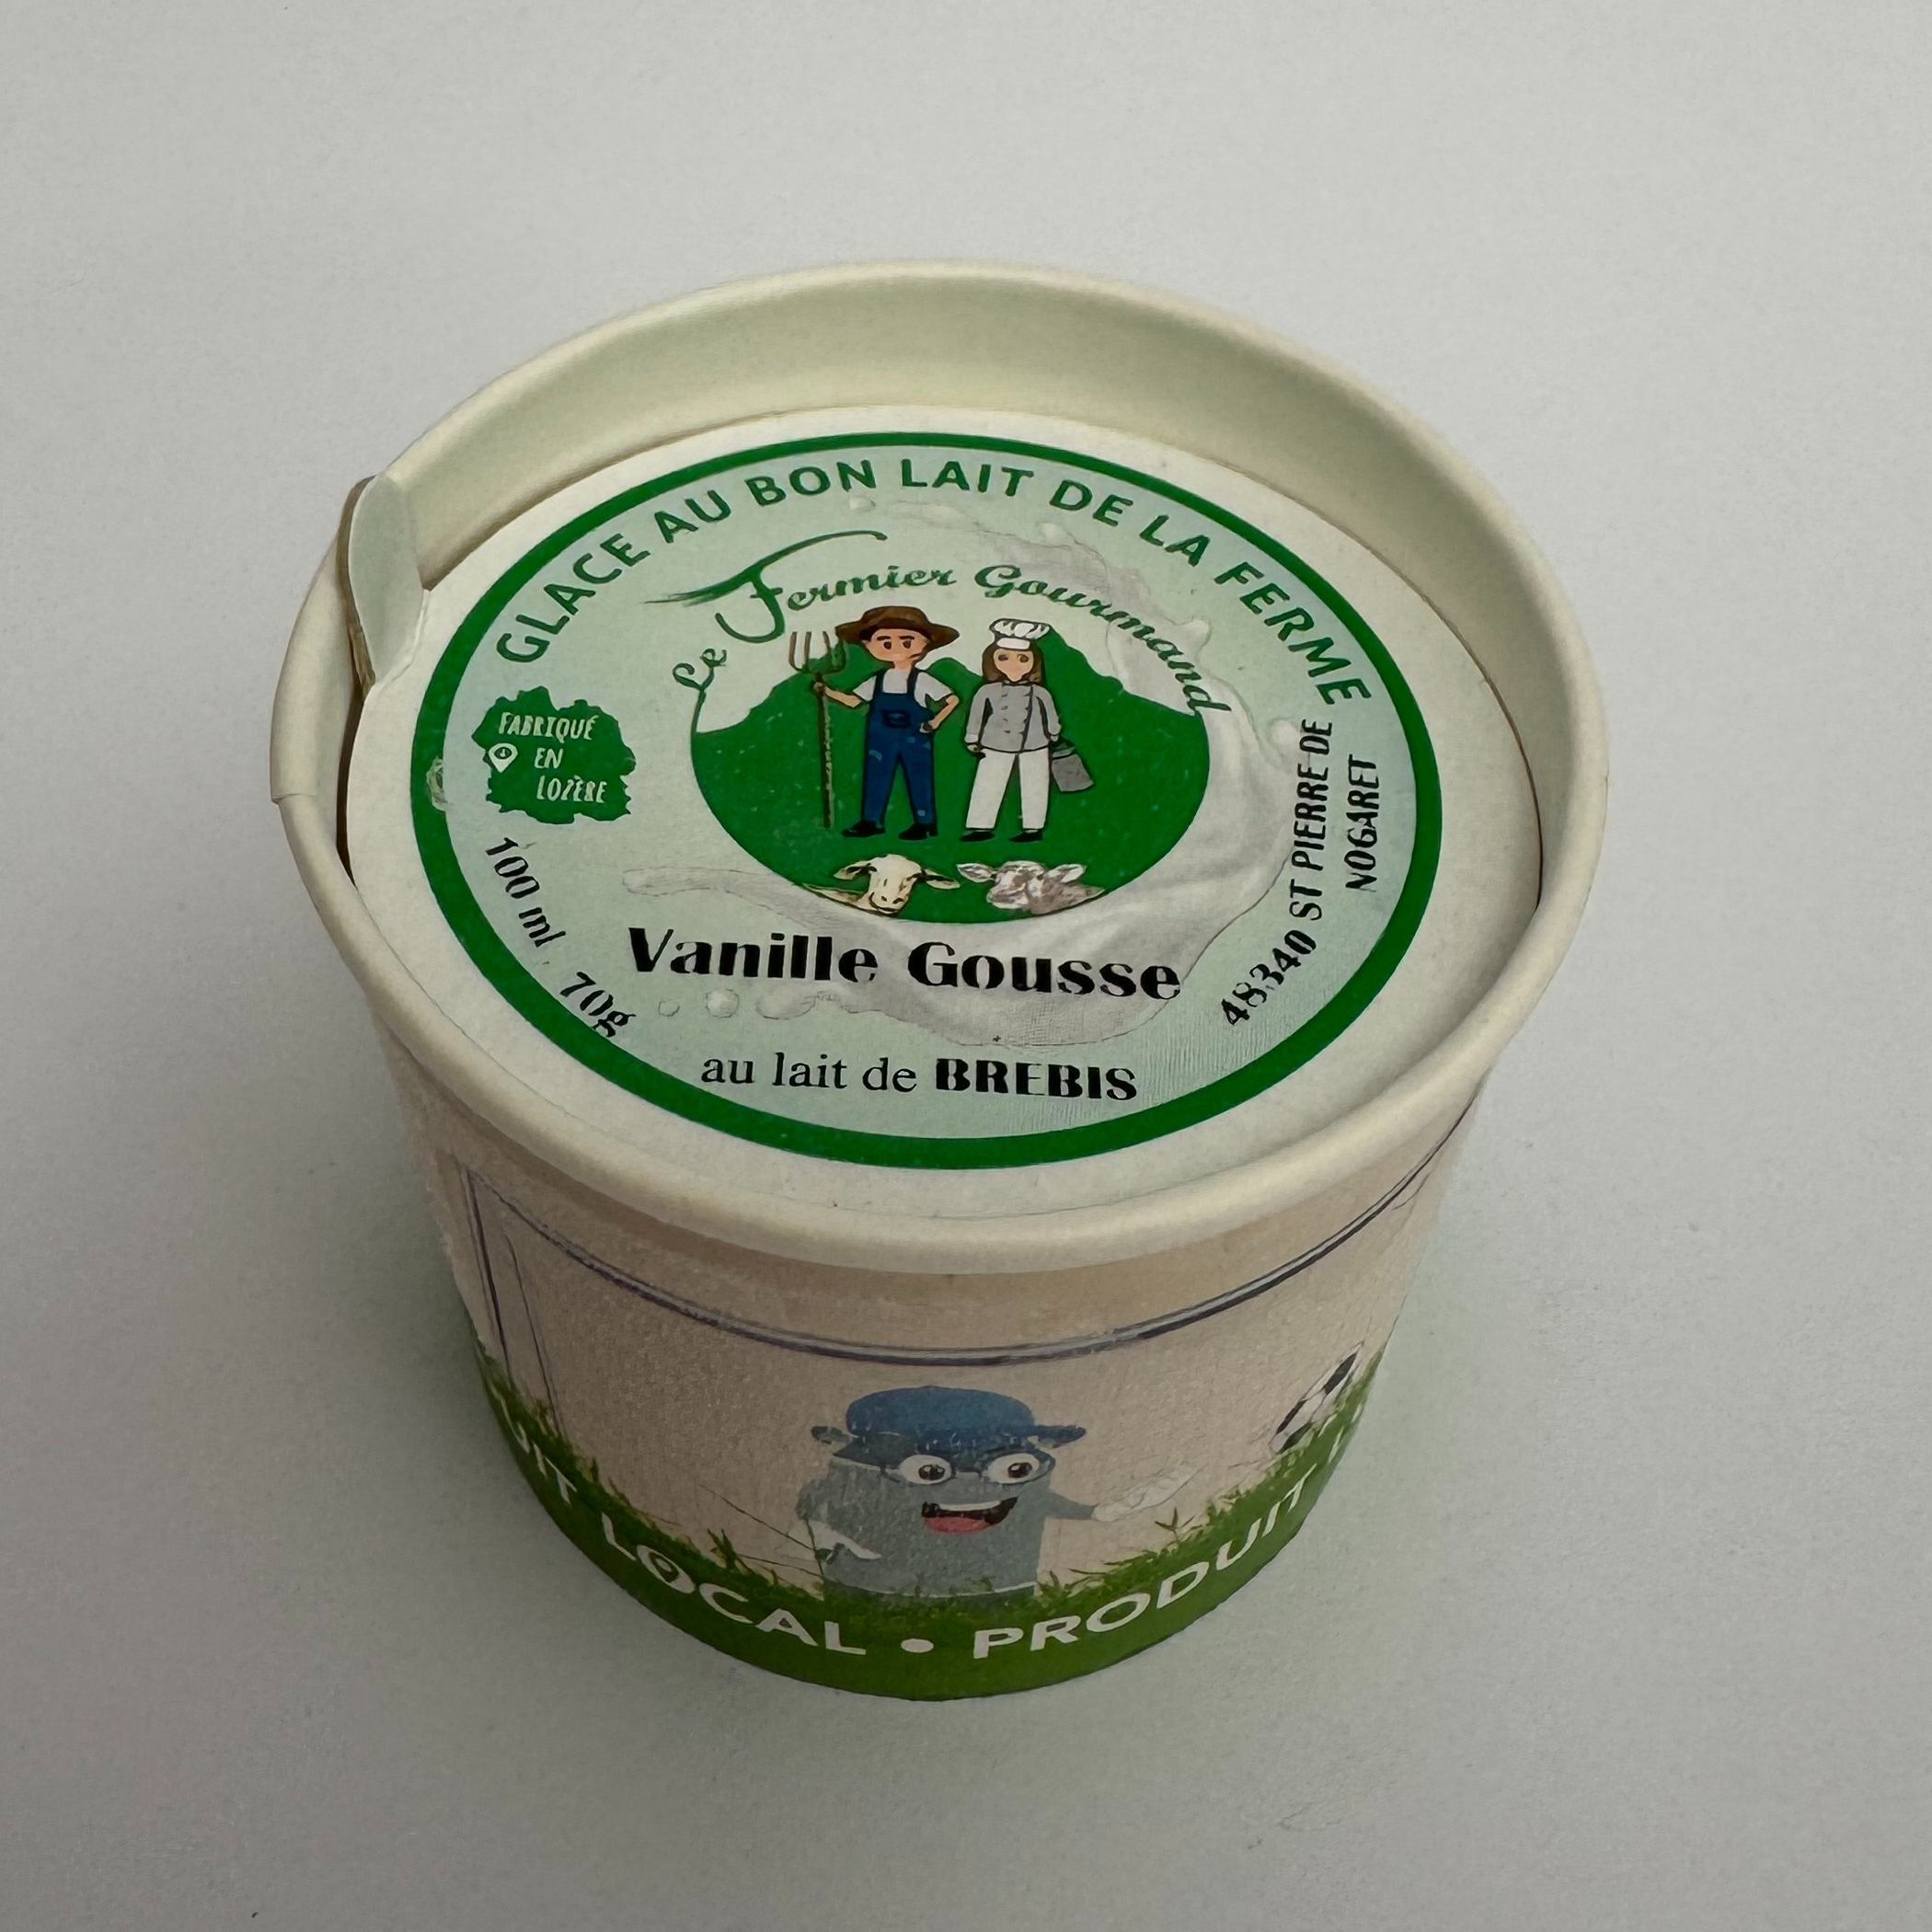 GLACE AU BON LAIT DE LA FERME
Le Fermier Gourmand
FABRIQUÉ
EN
LOZÈRE
100 ml 70g
48340 ST PIERRE DE
NOGARET
Vanille Gousse
au lait de BREBIS
LOCAL • PRODUIT